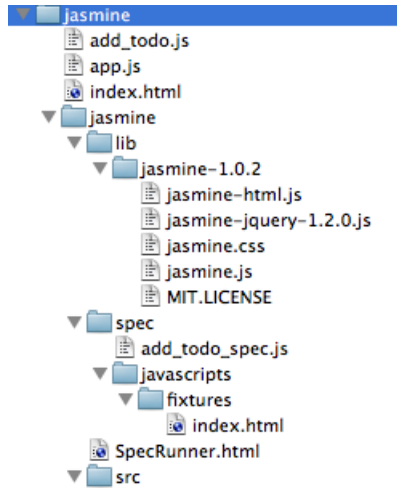 jasmine
add_todo.js
app.js
index.html
jasmine
lib
jasmine-1.0.2
jasmine-html.js
jasmine-jquery-1.2.0.js
jasmine.css
jasmine.js
MIT.LICENSE
spec
add_todo_spec.js
javascripts
fixtures
index.html
SpecRunner.html
src